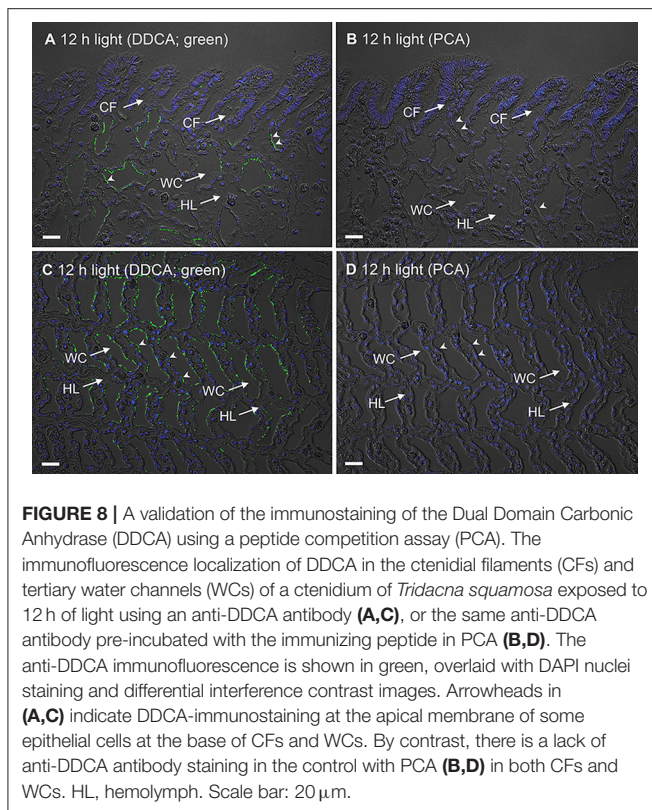 A 12 h light (DDCA; green)
CF
CF
WC
HL
B 12 h light (PCA)
CF
CF
WC
HL
C 12 h light (DDCA; green)
WC
HL
WC
HL
D 12 h light (PCA)
WC
HL
WC
HL
FIGURE 8 | A validation of the immunostaining of the Dual Domain Carbonic
Anhydrase (DDCA) using a peptide competition assay (PCA). The
immunofluorescence localization of DDCA in the ctenidial filaments (CFs) and
tertiary water channels (WCs) of a ctenidium of Tridacna squamosa exposed to
12 h of light using an anti-DDCA antibody (A,C), or the same anti-DDCA
antibody pre-incubated with the immunizing peptide in PCA (B,D). The
anti-DDCA immunofluorescence is shown in green, overlaid with DAPI nuclei
staining and differential interference contrast images. Arrowheads in
(A,C) indicate DDCA-immunostaining at the apical membrane of some
epithelial cells at the base of CFs and WCs. By contrast, there is a lack of
anti-DDCA antibody staining in the control with PCA (B,D) in both CFs and
WCs. HL, hemolymph. Scale bar: 20 μm.